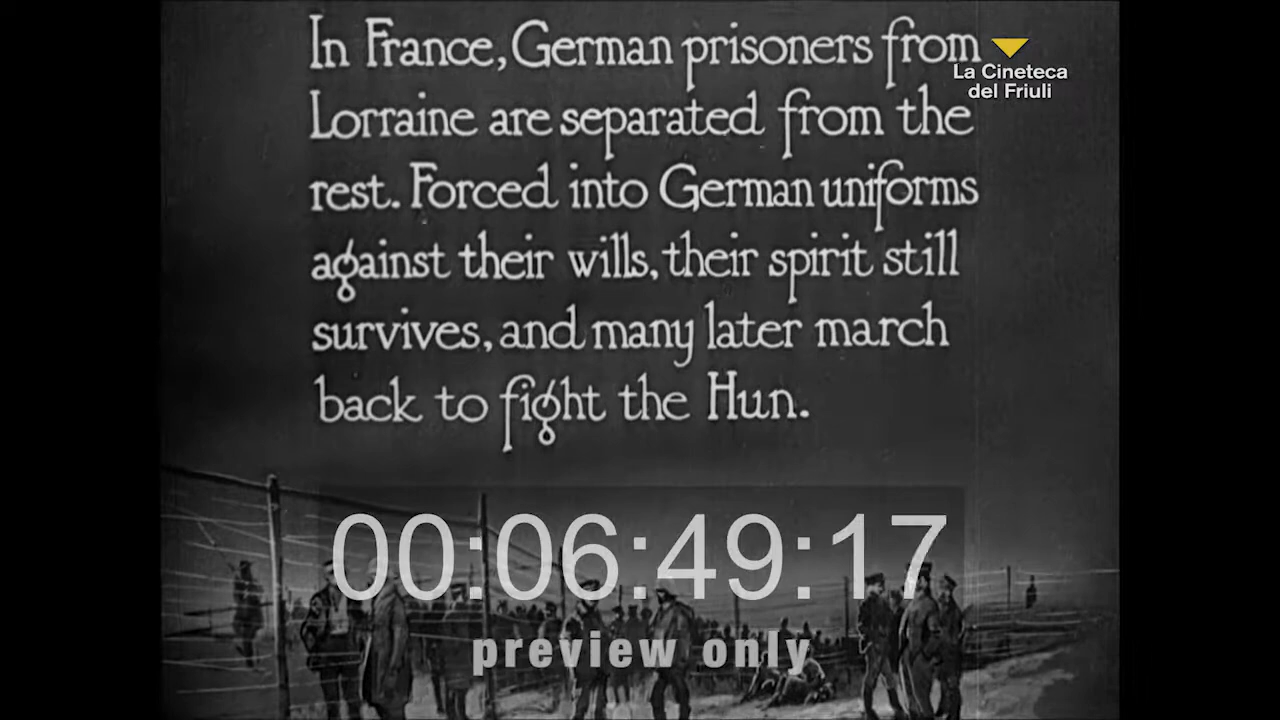 In France, German prisoners from
Lorraine are separated from the
rest. Forced into German uniforms
against their wills, their spirit still
survives, and many later march
back to fight the Hun.
La Cineteca
del Friuli
00:06:49:17
preview only